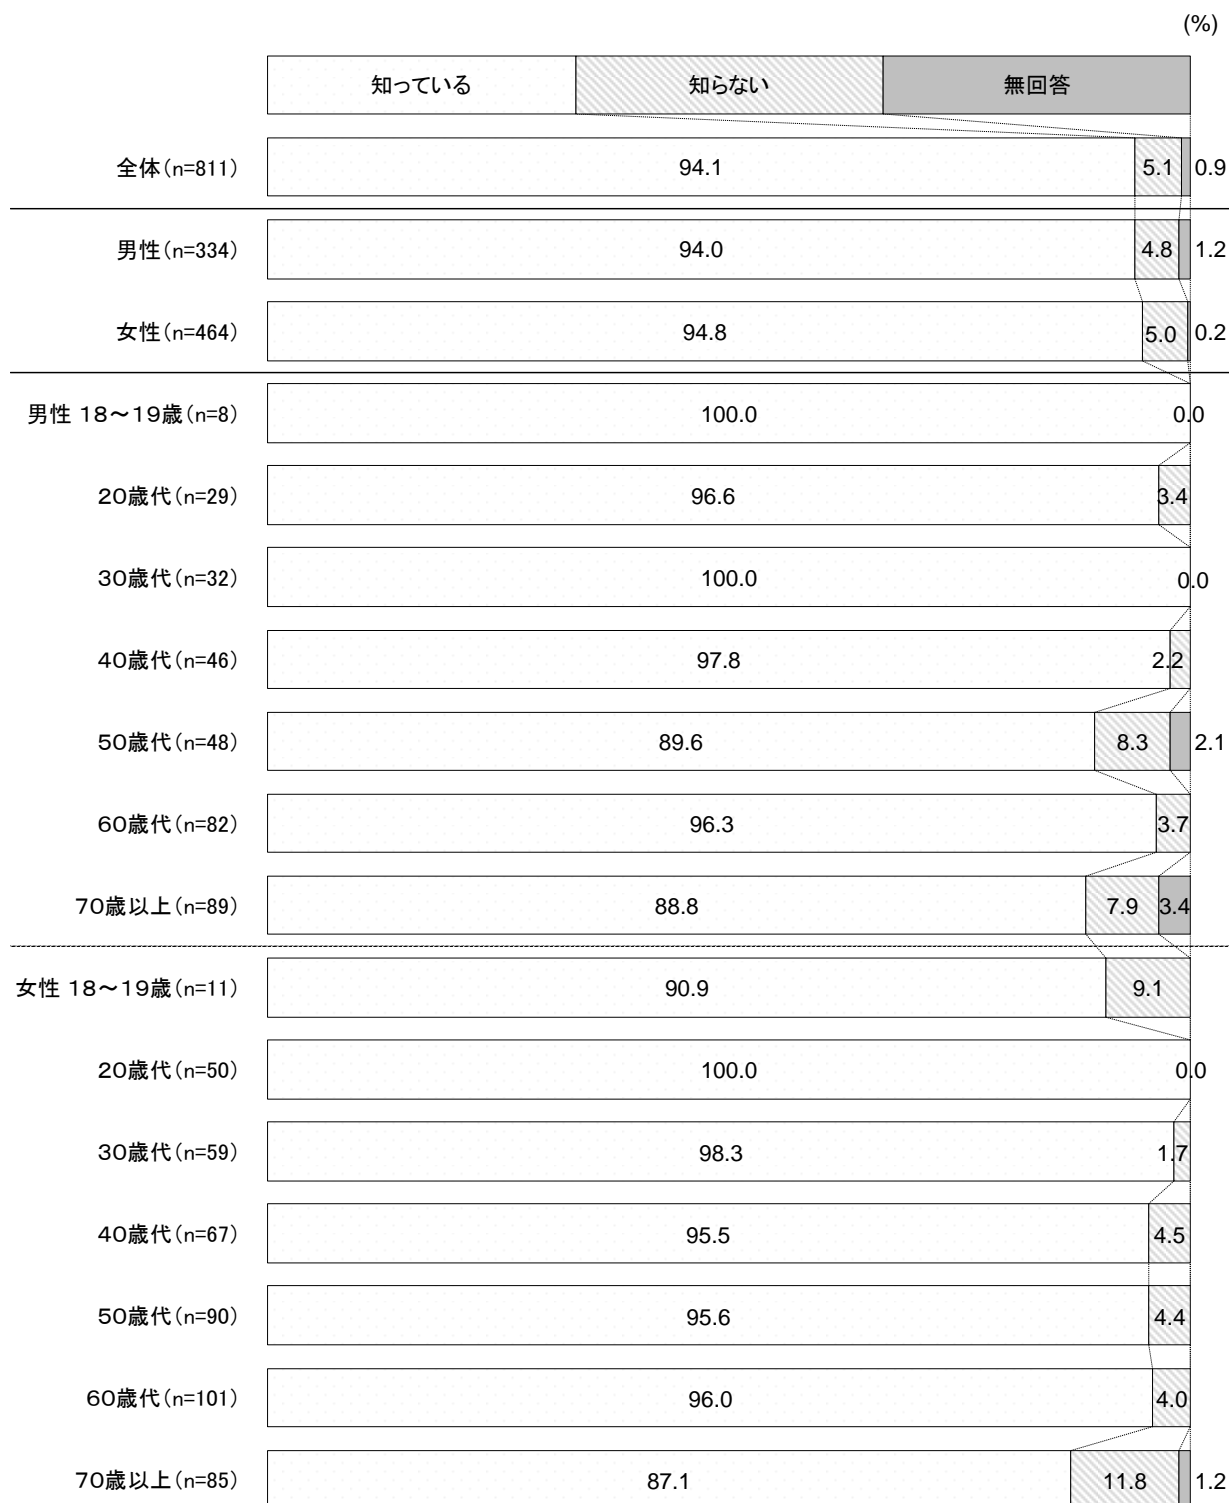 (%)
知っている 知らない 無回答
全体(n=811) 94.1 5.1 0.9
男性(n=334) 94.0 4.8 1.2
女性(n=464) 94.8 5.0 0.2
男性 18～19歳(n=8) 100.0 0.0
20歳代(n=29) 96.6 3.4
30歳代(n=32) 100.0 0.0
40歳代(n=46) 97.8 2.2
50歳代(n=48) 89.6 8.3 2.1
60歳代(n=82) 96.3 3.7
70歳以上(n=89) 88.8 7.9 3.4
女性 18～19歳(n=11) 90.9 9.1
20歳代(n=50) 100.0 0.0
30歳代(n=59) 98.3 1.7
40歳代(n=67) 95.5 4.5
50歳代(n=90) 95.6 4.4
60歳代(n=101) 96.0 4.0
70歳以上(n=85) 87.1 11.8 1.2